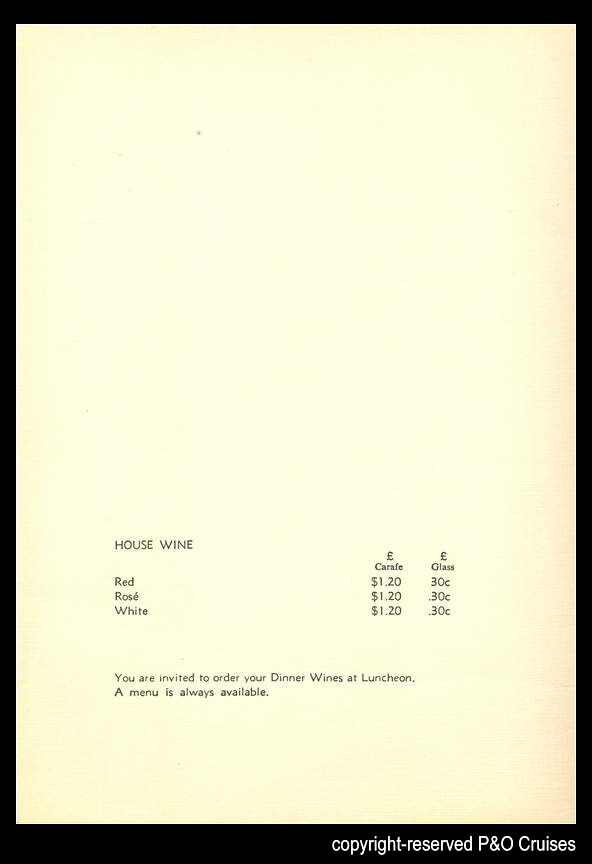 HOUSE WINE
£ £
Carafe Glass
Red $1.20 30c
Rosé $1.20 .30c
White $1.20 .30c
You are invited to order your Dinner Wines at Luncheon.
A menu is always available.
copyright-reserved P&O Cruises